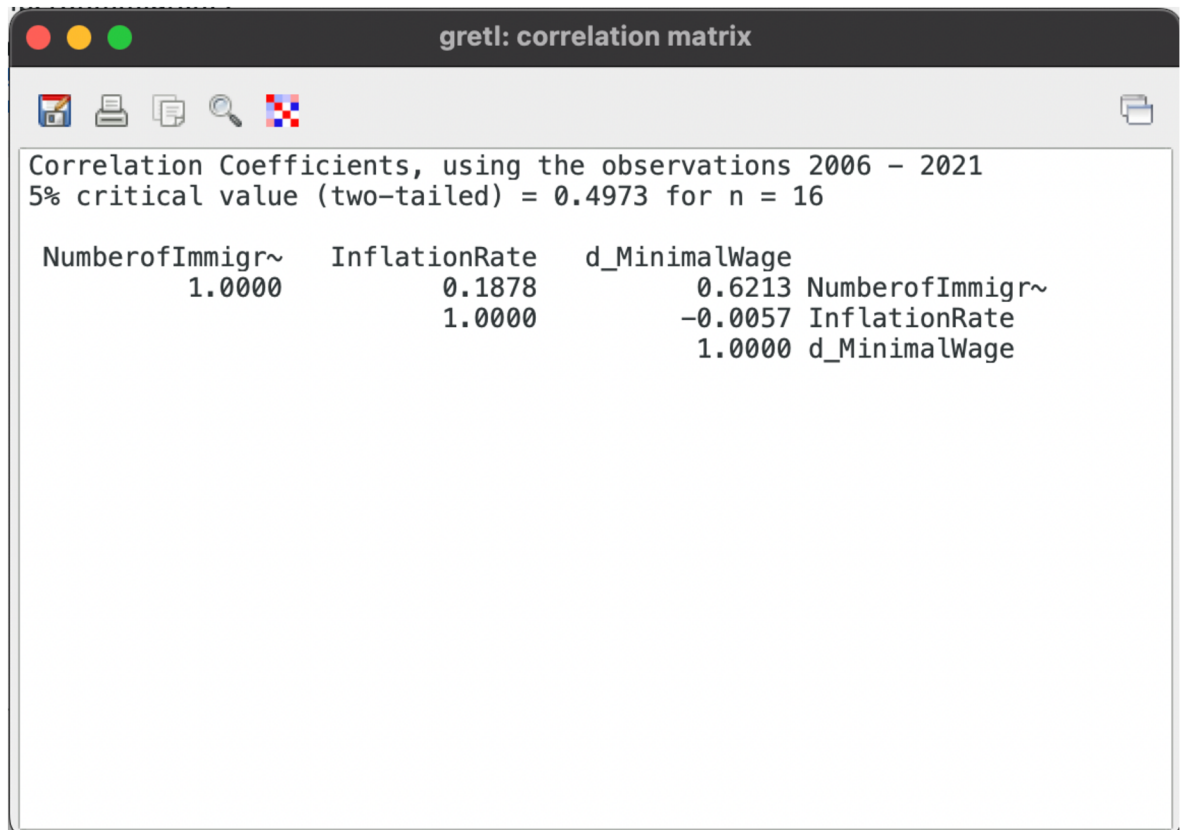 gretl: correlation matrix
Correlation Coefficients, using the observations 2006 – 2021
5% critical value (two–tailed) = 0.4973 for n = 16
NumberofImmigr~ InflationRate d_MinimalWage
1.0000 0.1878 0.6213 NumberofImmigr~
1.0000 –0.0057 InflationRate
1.0000 d_MinimalWage